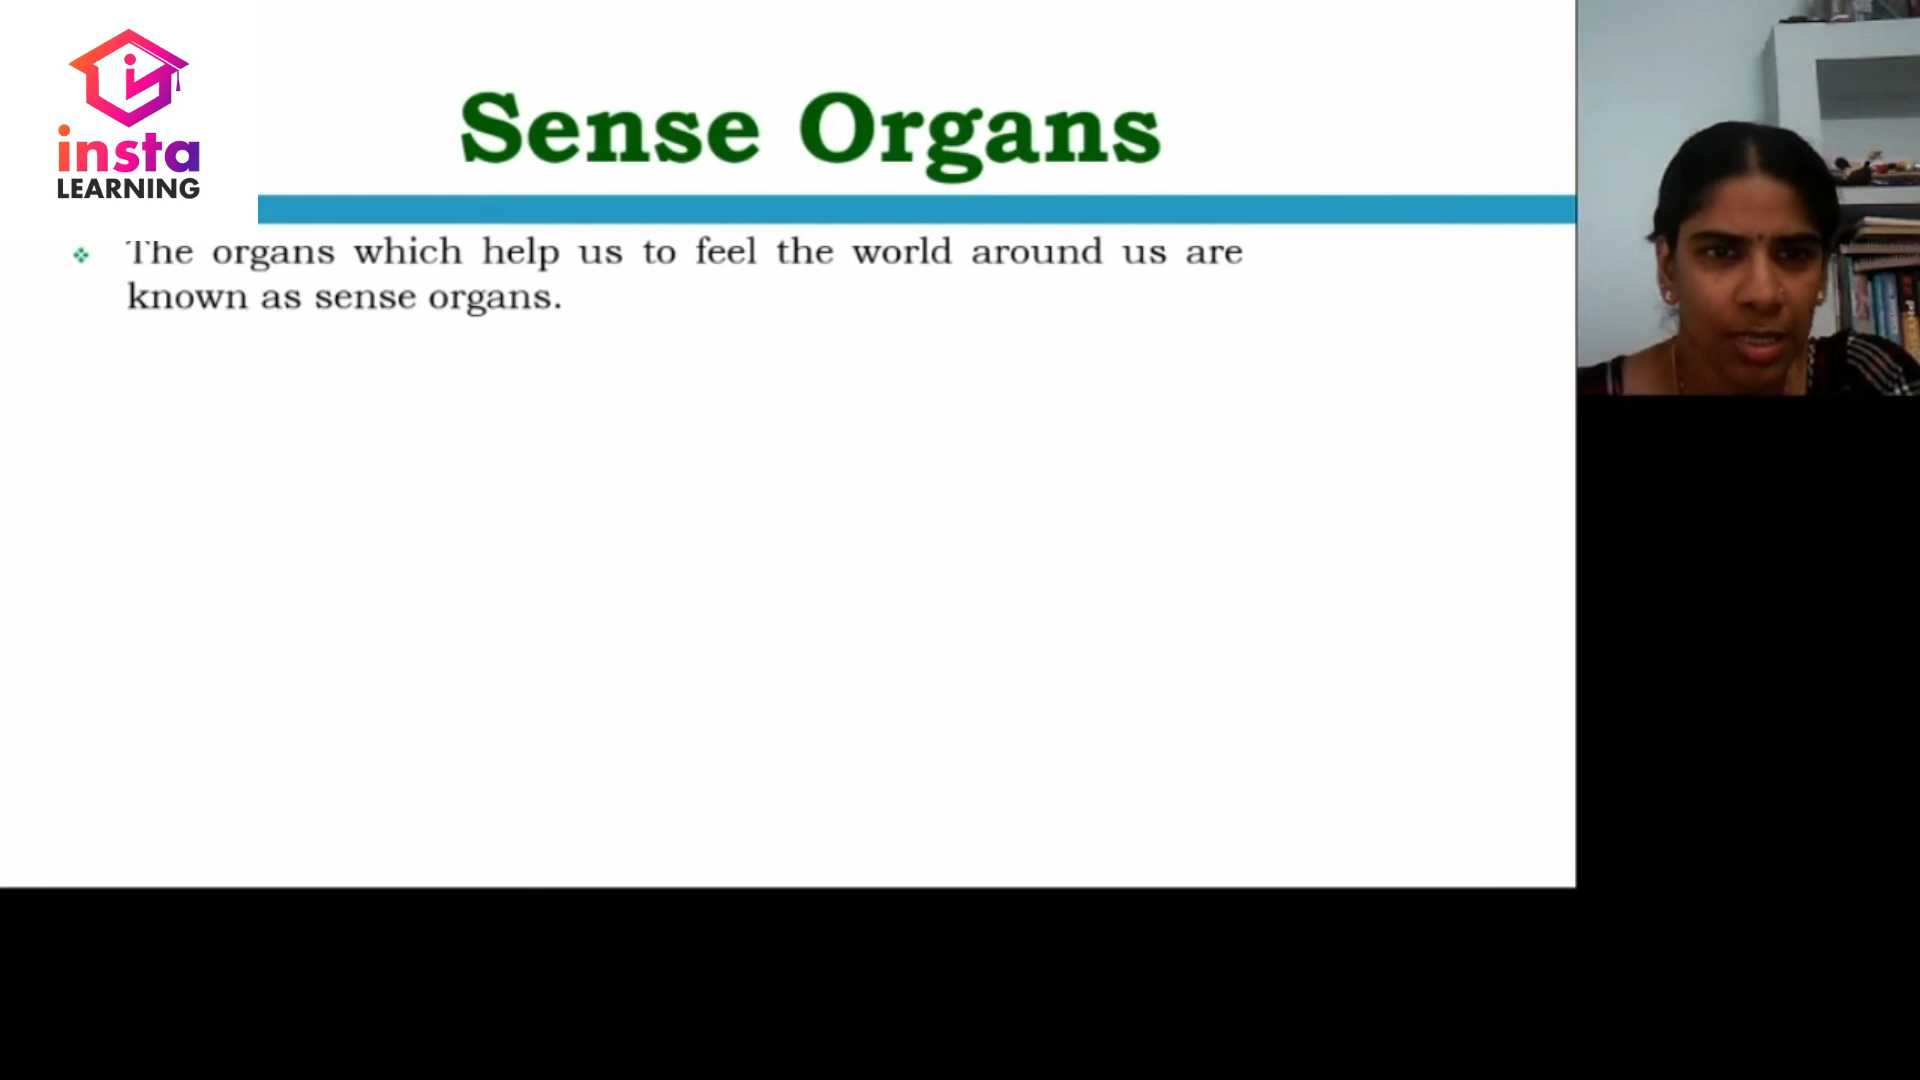 insta
LEARNING
Sense Organs
The organs which help us to feel the world around us are
known as sense organs.